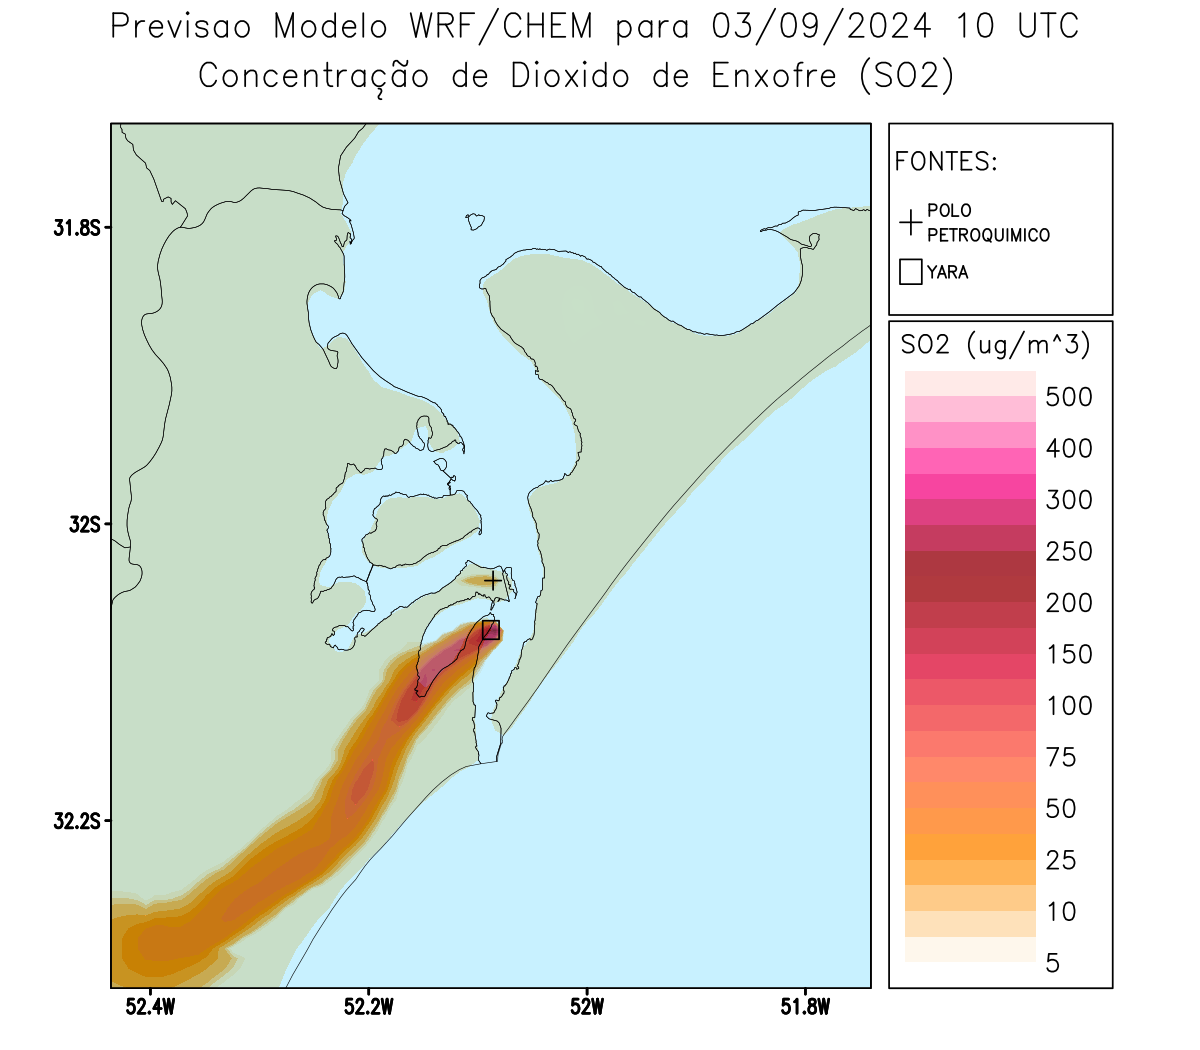 Previsao Modelo WRF/CHEM para 03/09/2024 10 UTC
Concentração de Dioxido de Enxofre (SO2)
FONTES:
POLO
PETROQUIMICO
YARA
SO2 (ug/m^3)
500
400
300
250
200
150
100
75
50
25
10
5
31.8S
32S
32.2S
52.4W
52.2W
52W
51.8W